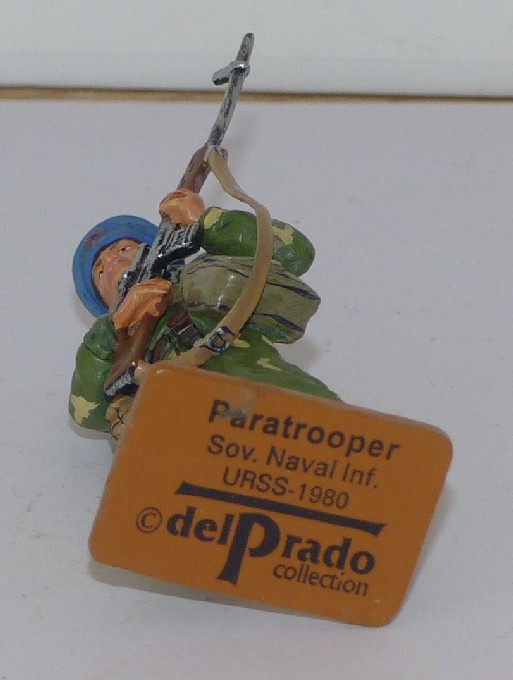 Paratrooper
Sov. Naval Inf.
URSS-1980
© delPrado
collection